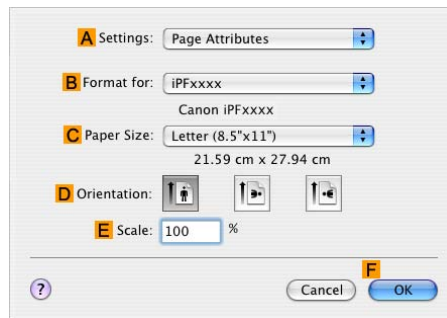 A Settings: Page Attributes
B Format for: iPFxxxx
Canon iPFxxxx
C Paper Size: Letter (8.5"x11")
21.59 cm x 27.94 cm
D Orientation:
E Scale: 100 %
F
? Cancel OK